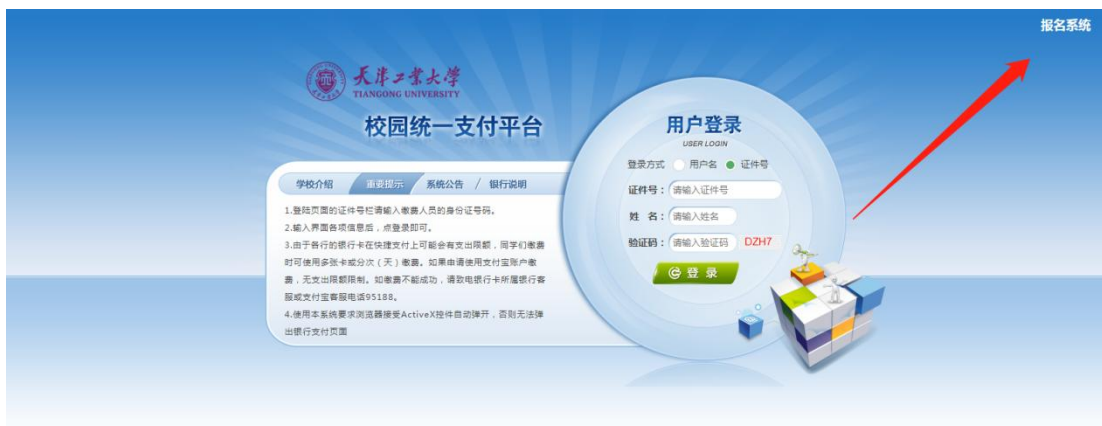 报名系统
天津工业大学
TIANGONG UNIVERSITY
校园统一支付平台
学校介绍 重要提示 系统公告 / 银行说明
1.登陆页面的证件号栏请输入缴费人员的身份证号码。
2.输入界面各项信息后，点登录即可。
3.由于各行的银行卡在快捷支付上可能会有支出限额，同学们缴费
时可使用多张卡或分次（天）缴费。如果申请使用支付宝账户缴
费，无支出限额限制。如缴费不能成功，请致电银行卡所属银行客
服或支付宝客服电话95188。
4.使用本系统要求浏览器接受ActiveX控件自动弹开，否则无法弹
出银行支付页面
用户登录
USER LOGIN
登录方式 用户名 证件号
证件号： 请输入证件号
姓 名： 请输入姓名
验证码： 请输入验证码 DZH7
登 录